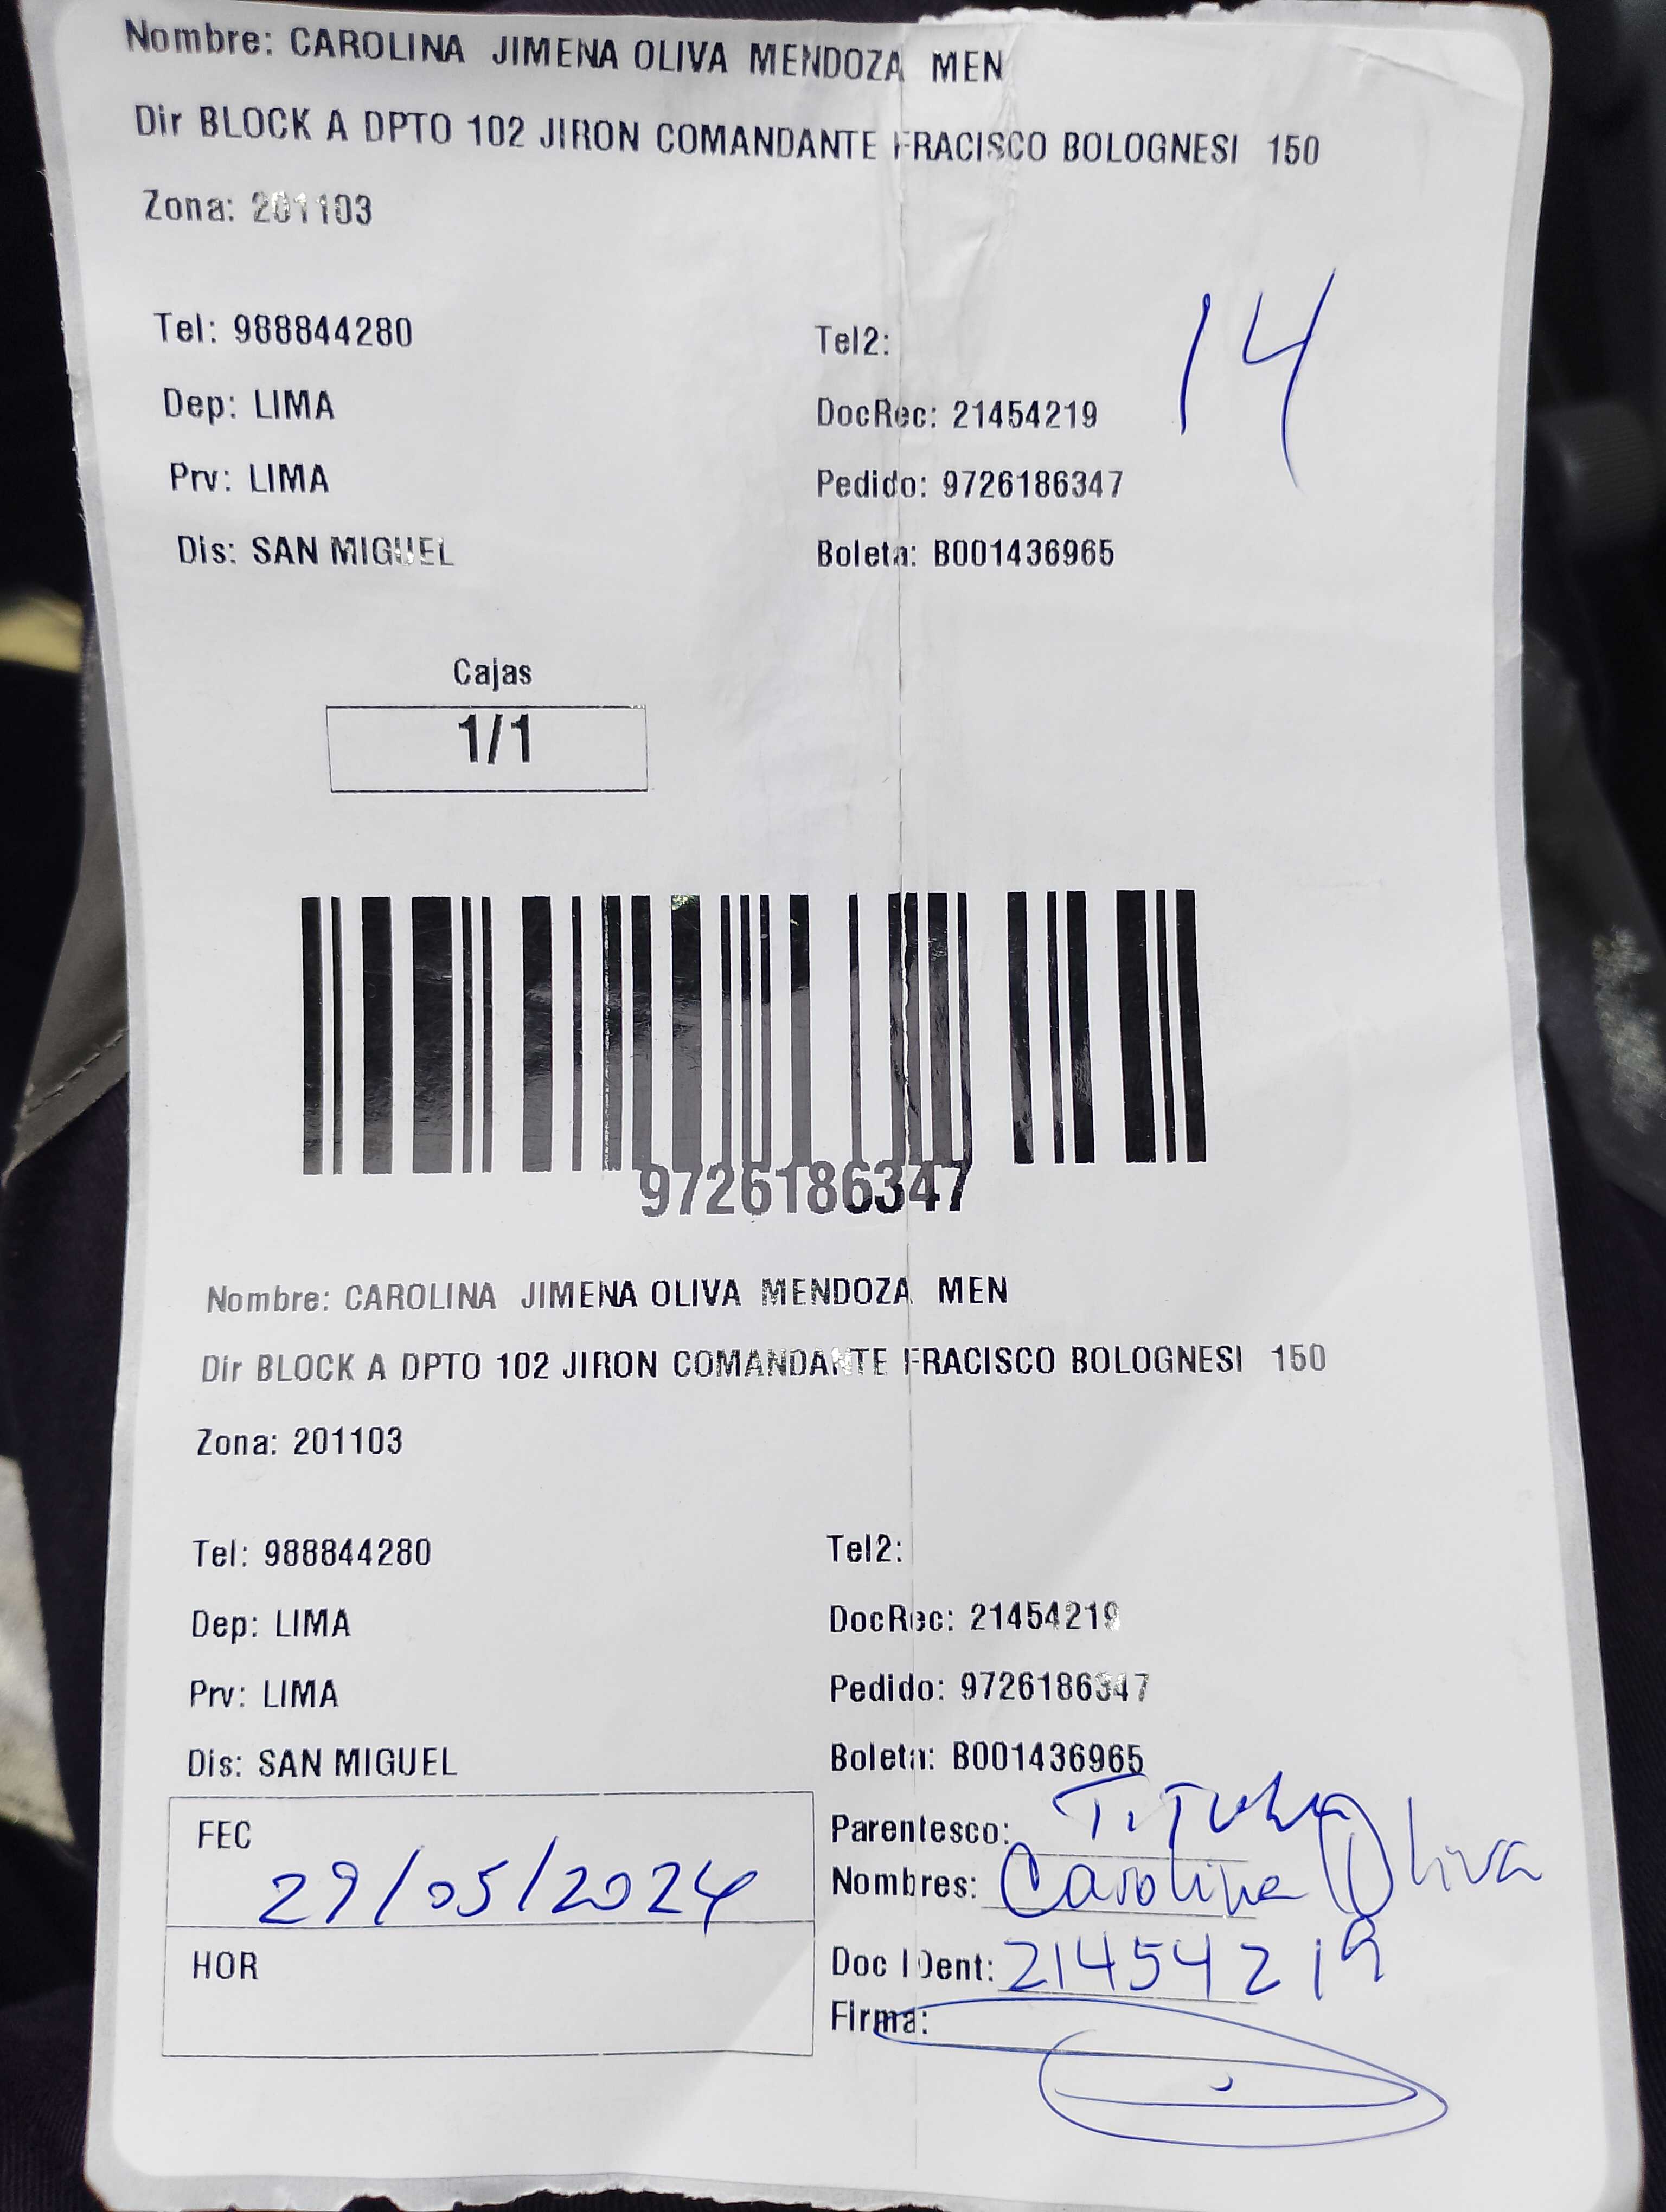 Nombre: CAROLINA JIMENA OLIVA MENDOZA MEN
Dir BLOCK A DPTO 102 JIRON COMANDANTE FRACISCO BOLOGNESI 150
Zona: 201103
14
Tel: 988844280 Tel2:
Dep: LIMA DocRec: 21454219
Prv: LIMA Pedido: 9726186347
Dis: SAN MIGUEL Boleta: B001436965
Cajas
1/1
9726186347
Nombre: CAROLINA JIMENA OLIVA MENDOZA MEN
Dir BLOCK A DPTO 102 JIRON COMANDANTE FRACISCO BOLOGNESI 150
Zona: 201103
Tel: 988844280 Tel2:
Dep: LIMA DocRec: 21454219
Prv: LIMA Pedido: 9726186347
Dis: SAN MIGUEL Boleta: B001436965
FEC 29/05/2024
HOR
Parentesco: Titular
Nombres: Carolina Oliva
Doc IDent: 21454219
Firma: